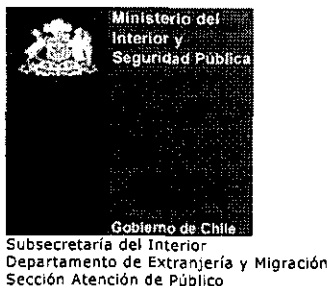 Ministerio del
Interior y
Seguridad Pública
Gobierno de Chile
Subsecretaría del Interior
Departamento de Extranjería y Migración
Sección Atención de Público